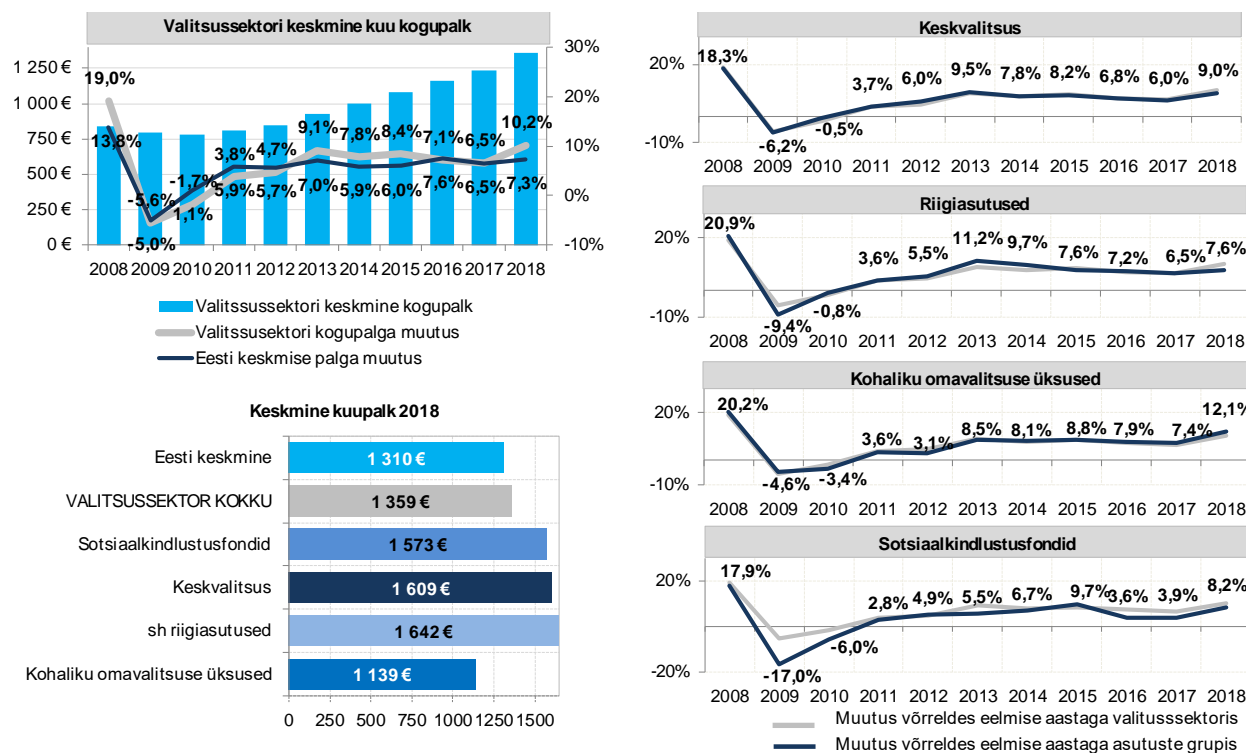 Valitsussektori keskmine kuu kogupalk
30%
20%
10%
0%
-10%
1 250 €
1 000 €
750 €
500 €
250 €
0 €
19,0%
13,8%
-5,6%
-5,0%
-1,7%
1,1%
3,8%
5,9%
4,7%
5,7%
9,1%
7,0%
7,8%
5,9%
8,4%
6,0%
7,1%
7,6%
6,5%
6,5%
10,2%
7,3%
2008 2009 2010 2011 2012 2013 2014 2015 2016 2017 2018
Valitssussektori keskmine kogupalk
Valitssusektori kogupalga muutus
Eesti keskmise palga muutus
Keskmine kuupalk 2018
Eesti keskmine 1 310 €
VALITSUSSEKTOR KOKKU 1 359 €
Sotsiaalkindlustusfondid 1 573 €
Keskvalitsus 1 609 €
sh riigiasutused 1 642 €
Kohaliku omavalitsuse üksused 1 139 €
0 250 500 750 1000 1250 1500
Keskvalitsus
20%
-10%
18,3% -6,2% -0,5% 3,7% 6,0% 9,5% 7,8% 8,2% 6,8% 6,0% 9,0%
2008 2009 2010 2011 2012 2013 2014 2015 2016 2017 2018
Riigiasutused
20%
-10%
20,9% -9,4% -0,8% 3,6% 5,5% 11,2% 9,7% 7,6% 7,2% 6,5% 7,6%
2008 2009 2010 2011 2012 2013 2014 2015 2016 2017 2018
Kohaliku omavalitsuse üksused
20%
-10%
20,2% -4,6% -3,4% 3,6% 3,1% 8,5% 8,1% 8,8% 7,9% 7,4% 12,1%
2008 2009 2010 2011 2012 2013 2014 2015 2016 2017 2018
Sotsiaalkindlustusfondid
20%
-20%
17,9% -17,0% -6,0% 2,8% 4,9% 5,5% 6,7% 9,7% 3,6% 3,9% 8,2%
2008 2009 2010 2011 2012 2013 2014 2015 2016 2017 2018
Muutus võrreldes eelmise aastaga valitusssektoris
Muutus võrreldes eelmise aastaga asutuste grupis